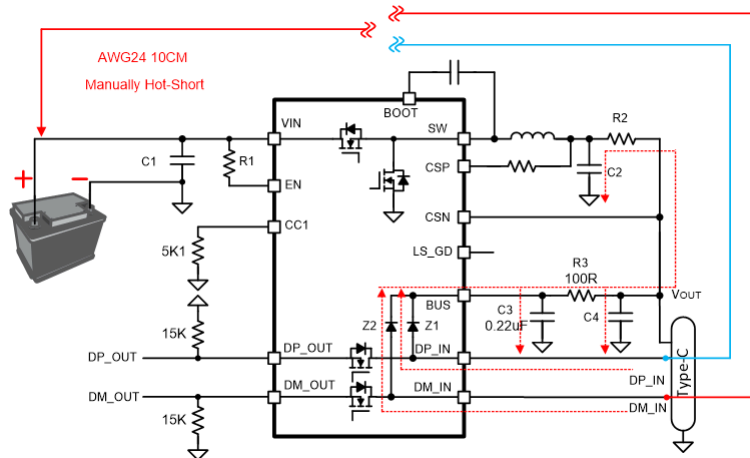 AWG24 10CM
Manually Hot-Short
BOOT
VIN
SW
R2
+
−
C1
R1
CSP
C2
EN
CSN
CC1
5K1
LS_GD
R3
100R
BUS
VOUT
C3
0.22uF
C4
15K
Z2
Z1
DP_OUT
DP_OUT
DP_IN
DP_IN
Type-C
DM_OUT
DM_OUT
DM_IN
DM_IN
15K